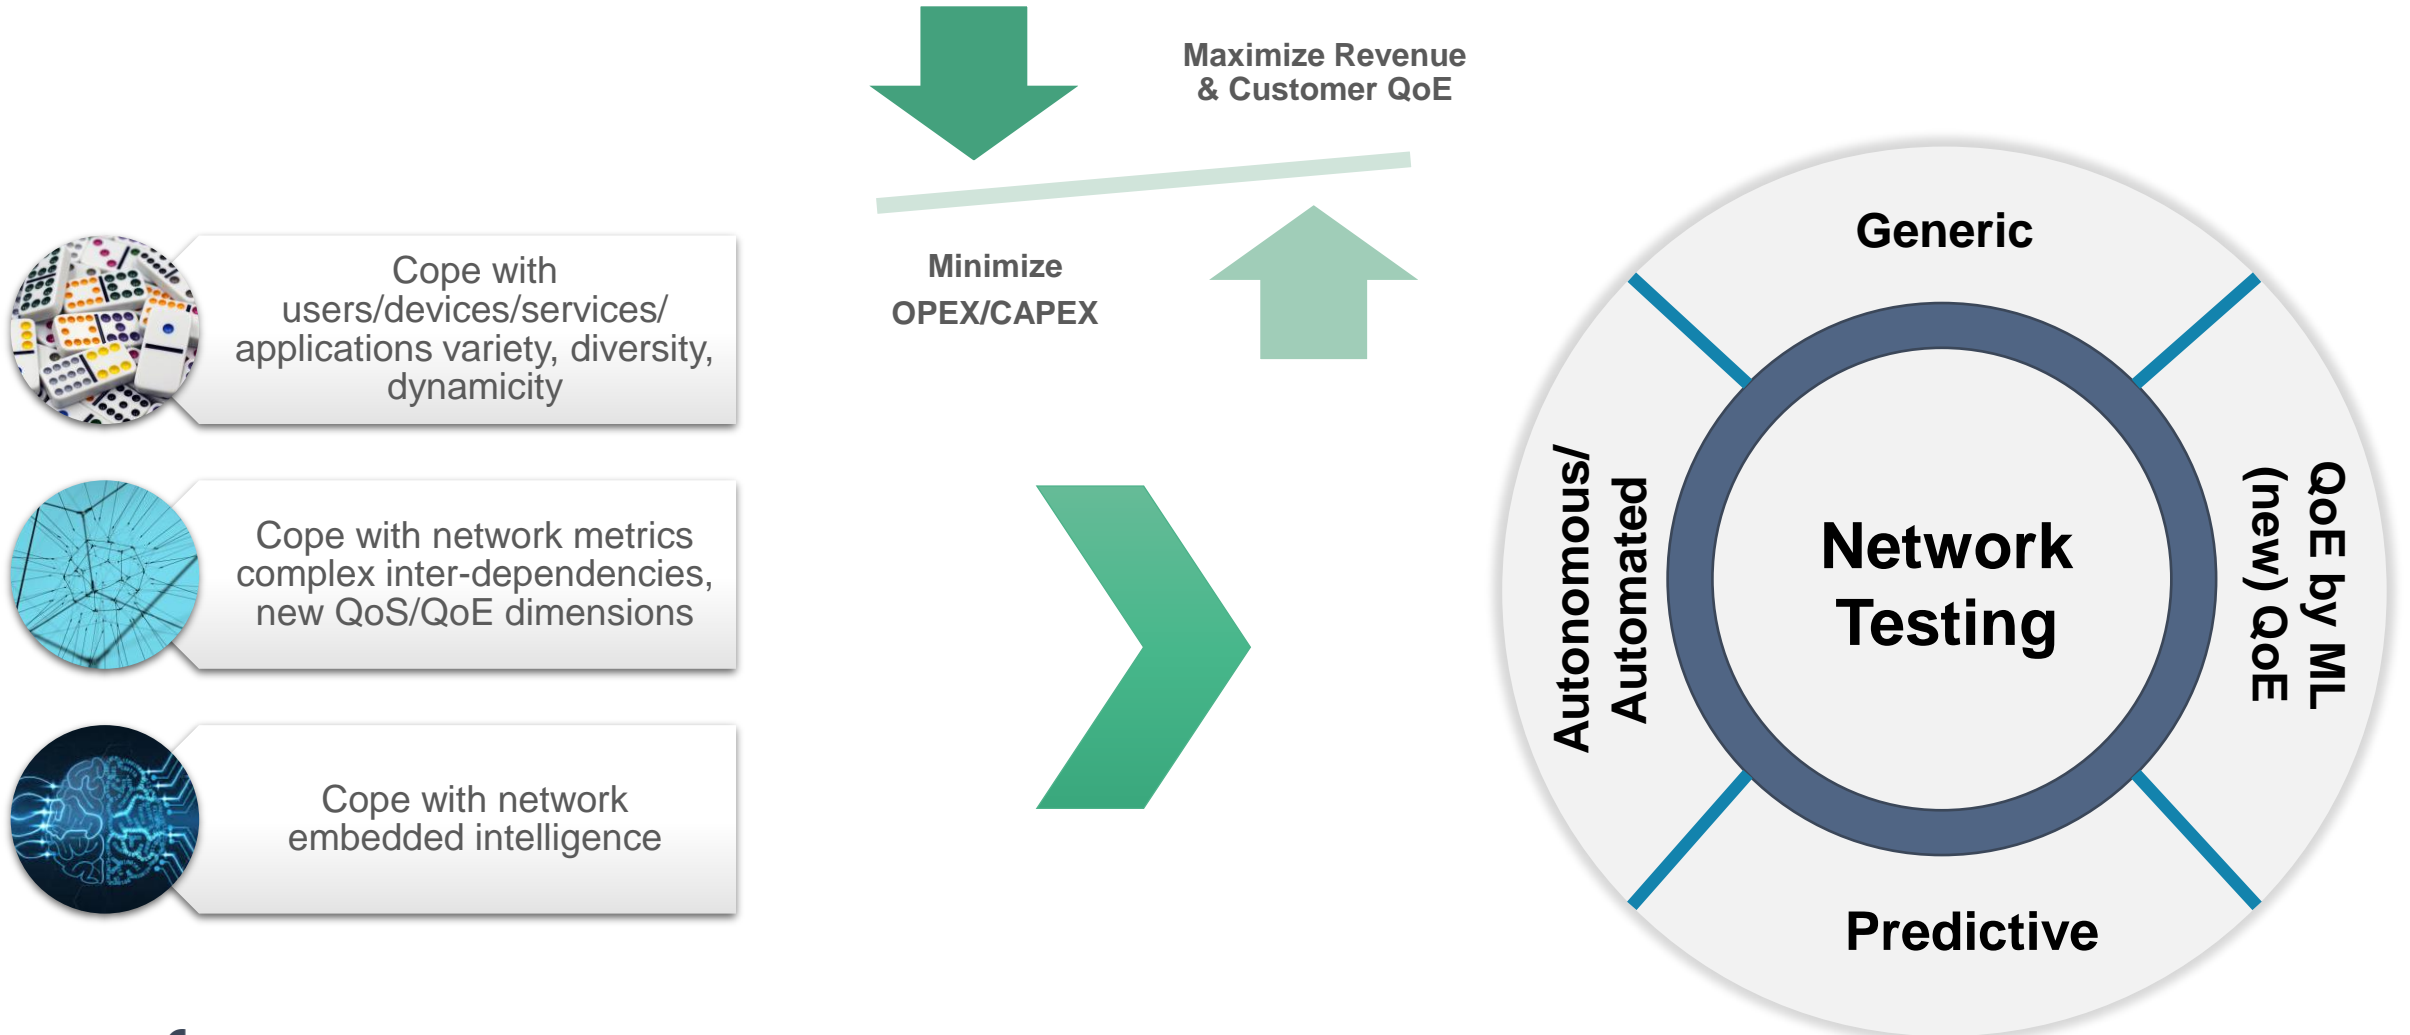 Maximize Revenue
& Customer QoE
Minimize
OPEX/CAPEX
Cope with
users/devices/services/
applications variety, diversity,
dynamicity
Cope with network metrics
complex inter-dependencies,
new QoS/QoE dimensions
Cope with network
embedded intelligence
Generic
Autonomous/
Automated
Network
Testing
QoE by ML
(new) QoE
Predictive